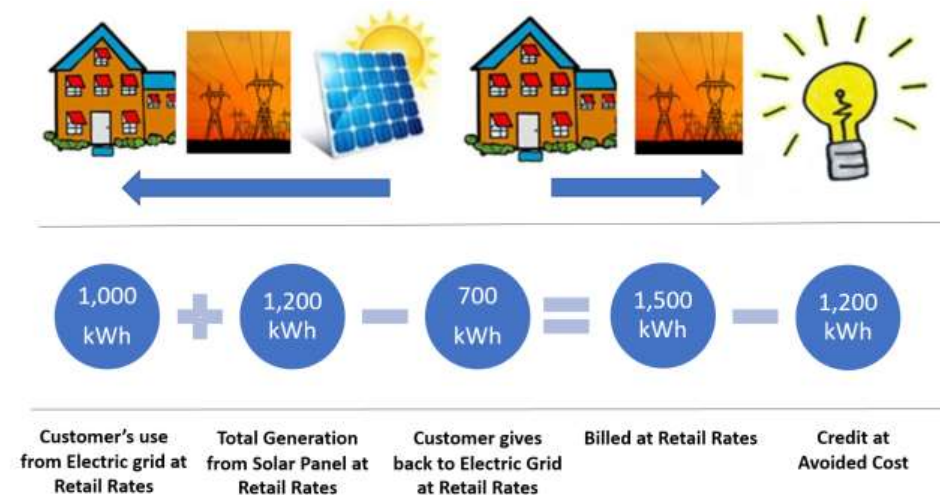 1,000
kWh
1,200
kWh
700
kWh
1,500
kWh
1,200
kWh
Customer's use
from Electric grid at
Retail Rates
Total Generation
from Solar Panel at
Retail Rates
Customer gives
back to Electric Grid
at Retail Rates
Billed at Retail Rates
Credit at
Avoided Cost